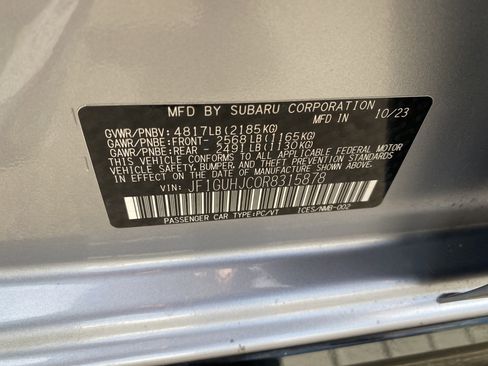 MFD BY SUBARU CORPORATION
MFD IN 10/23
GVWR/PNBV: 4817LB(2185KG)
GAWR/PNBE:FRONT- 2568LB(1165KG)
GAWR/PNBE:REAR - 2491LB(1130KG)
THIS VEHICLE CONFORMS TO ALL APPLICABLE FEDERAL MOTOR
VEHICLE SAFETY, BUMPER, AND THEFT PREVENTION STANDARDS
IN EFFECT ON THE DATE OF MANUFACTURE SHOWN ABOVE.
VIN: JF1GUHJC0R8315878
PASSENGER CAR TYPE:PC/VT ICES/NMB-002